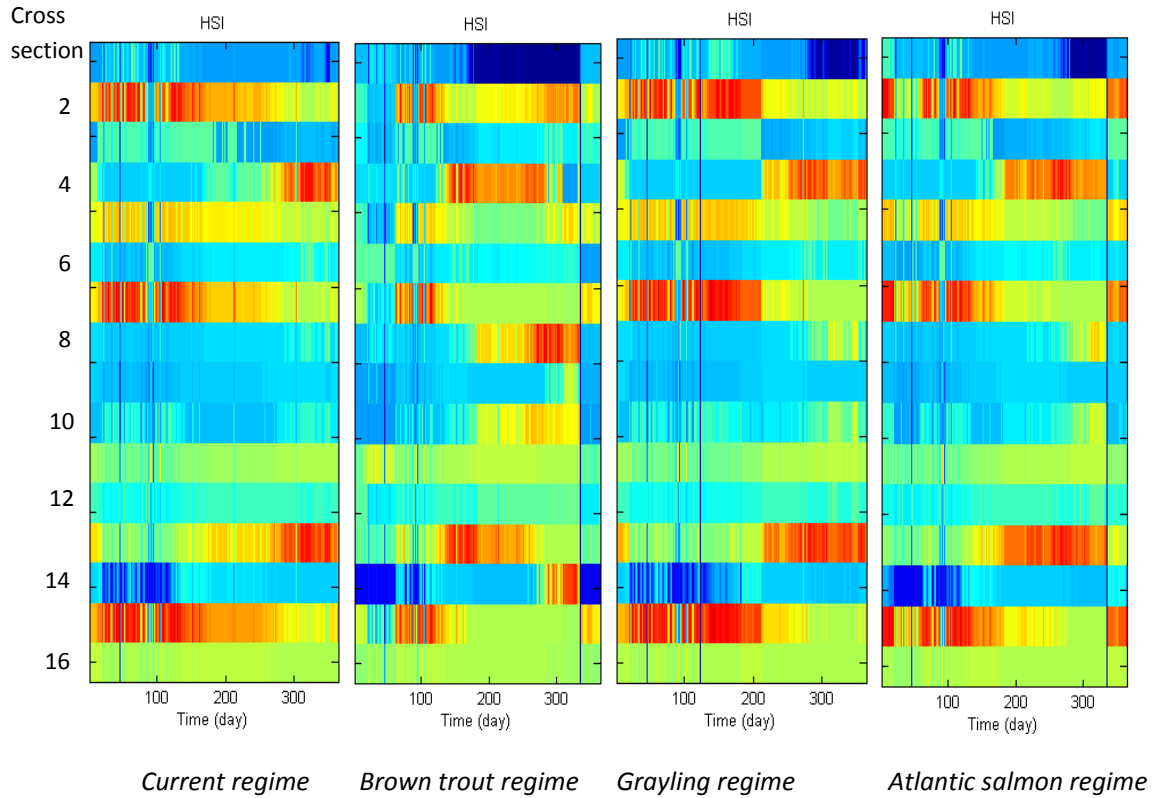 Cross
section
HSI
HSI
HSI
HSI
2
4
6
8
10
12
14
16
100 200 300
100 200 300
100 200 300
100 200 300
Time (day)
Time (day)
Time (day)
Time (day)
Current regime
Brown trout regime
Grayling regime
Atlantic salmon regime